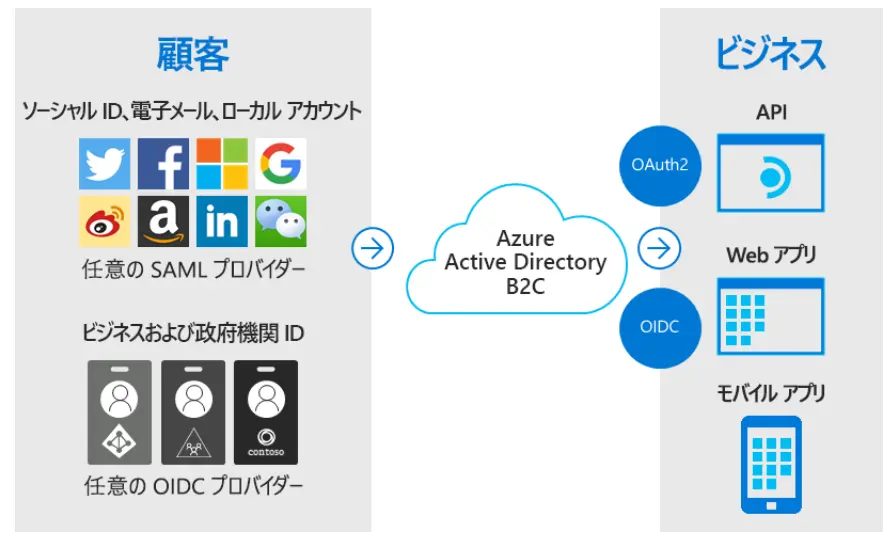 顧客
ソーシャル ID、電子メール、ローカル アカウント
a
in
任意の SAML プロバイダー
ビジネスおよび政府機関 ID
contoso
任意の OIDC プロバイダー
Azure
Active Directory
B2C
ビジネス
OAuth2
API
Web アプリ
OIDC
モバイル アプリ